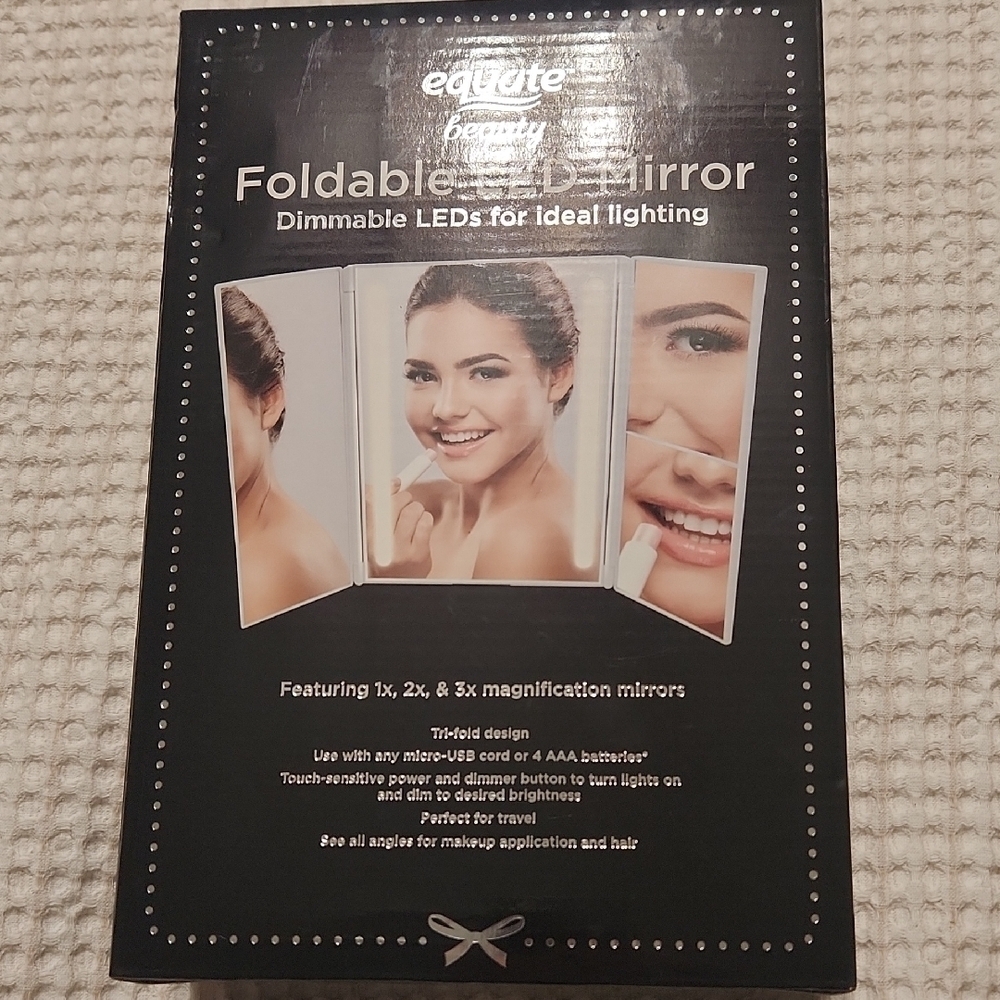 equate
beauty
Foldable LED Mirror
Dimmable LEDs for ideal lighting
Featuring 1x, 2x, & 3x magnification mirrors
Tri-fold design
Use with any micro-USB cord or 4 AAA batteries*
Touch-sensitive power and dimmer button to turn lights on
and dim to desired brightness
Perfect for travel
See all angles for makeup application and hair